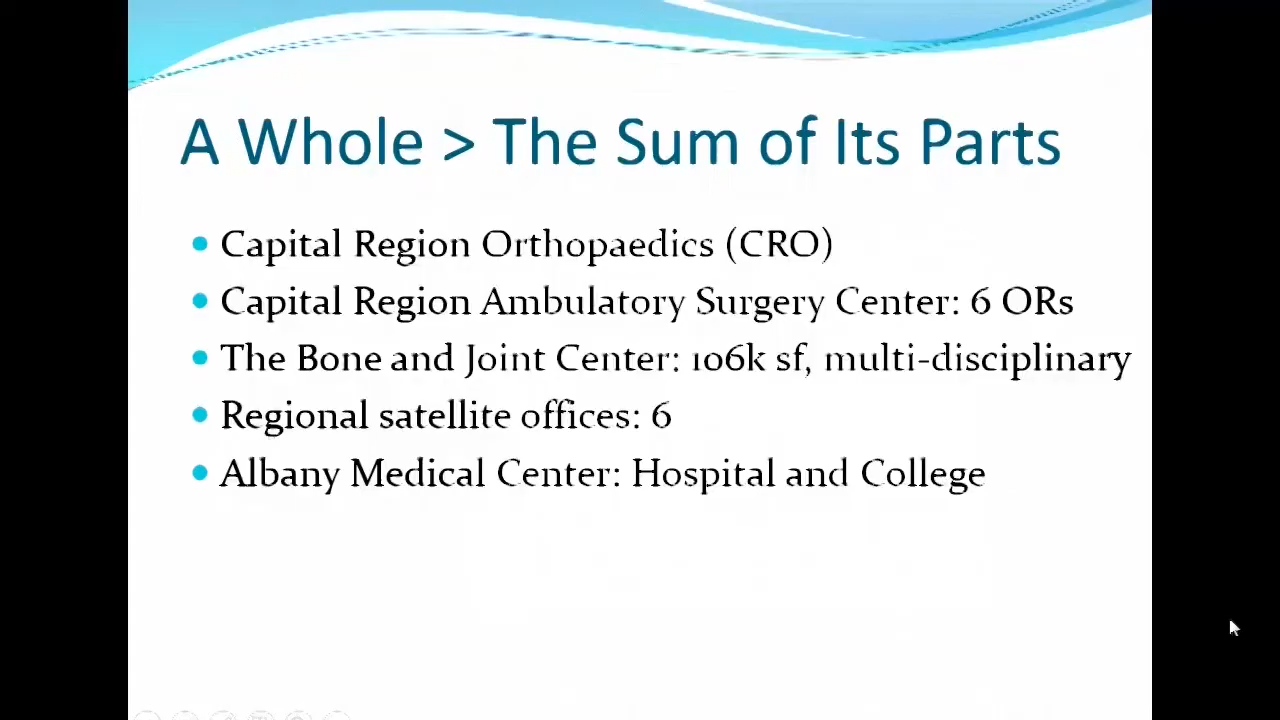 A Whole > The Sum of Its Parts
• Capital Region Orthopaedics (CRO)
• Capital Region Ambulatory Surgery Center: 6 ORs
• The Bone and Joint Center: 106k sf, multi-disciplinary
• Regional satellite offices: 6
• Albany Medical Center: Hospital and College